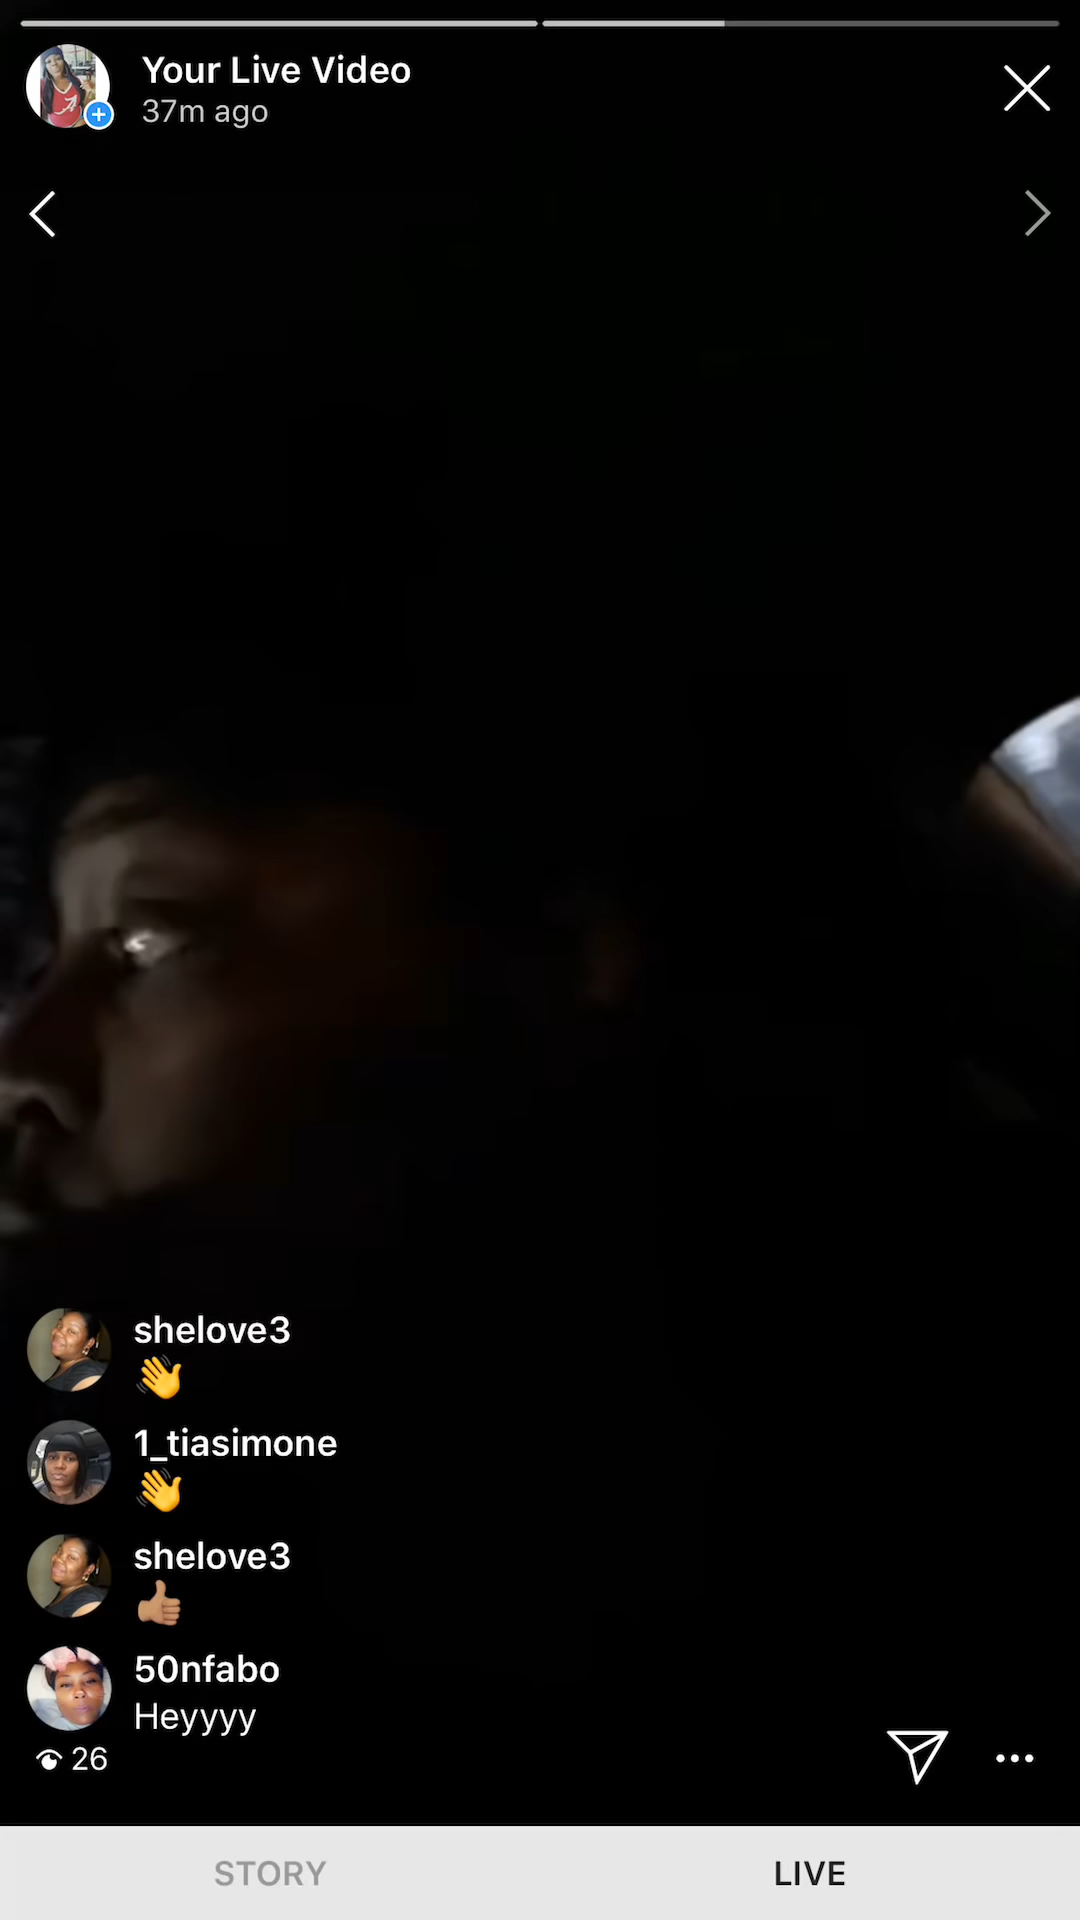 Your Live Video
37m ago
shelove3
👋
1_tiasimone
👋
shelove3
👍🏽
50nfabo
Heyyyy
26
STORY
LIVE